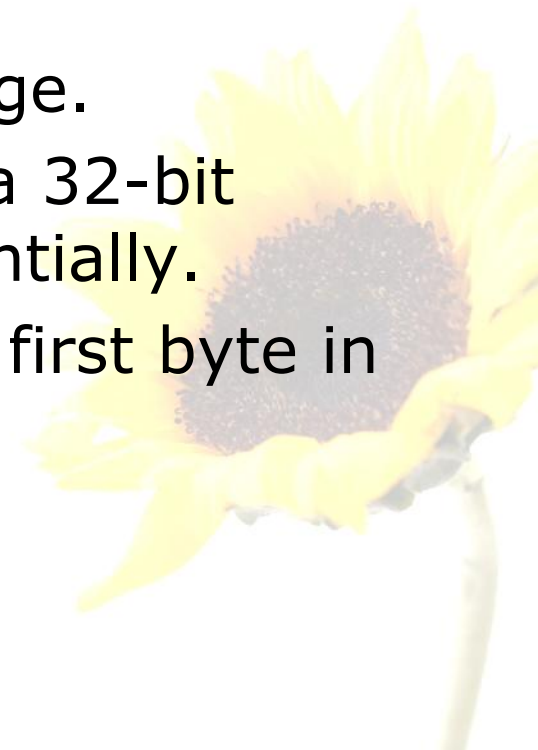 ge.
a 32-bit
ntially.
first byte in